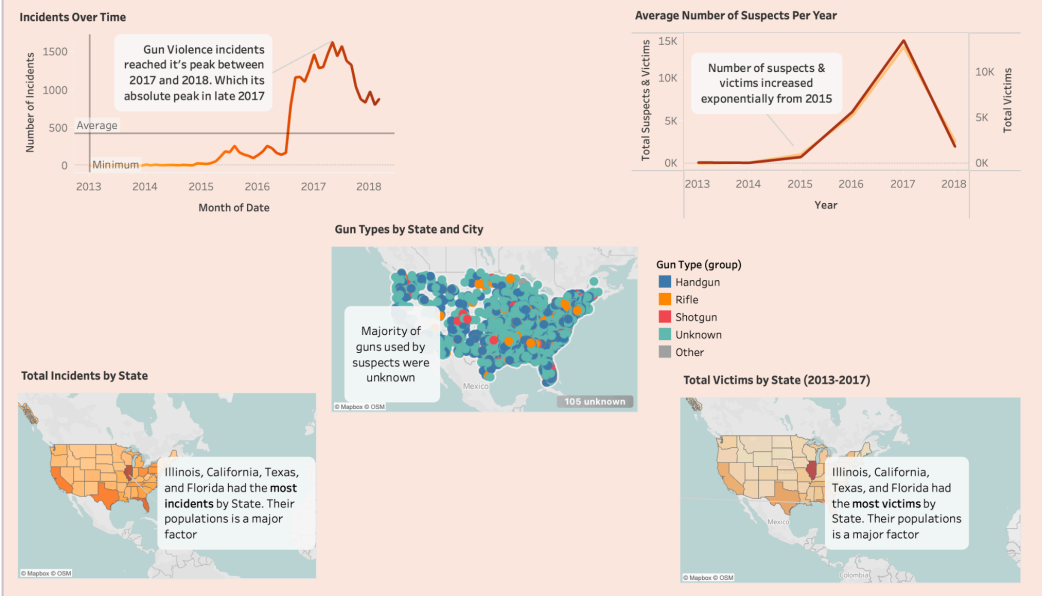 Incidents Over Time
Number of Incidents
1500
1000
500
0
Gun Violence incidents
reached it's peak between
2017 and 2018. Which its
absolute peak in late 2017
Average
Minimum
2013 2014 2015 2016 2017 2018
Month of Date
Average Number of Suspects Per Year
Total Suspects & Victims
15K
10K
5K
0K
Number of suspects &
victims increased
exponentially from 2015
10K
5K
0K
Total Victims
2013 2014 2015 2016 2017 2018
Year
Gun Types by State and City
Majority of
guns used by
suspects were
unknown
Mexico
© Mapbox © OSM
105 unknown
Gun Type (group)
Handgun
Rifle
Shotgun
Unknown
Other
Total Incidents by State
Illinois, California, Texas,
and Florida had the most
incidents by State. Their
populations is a major
factor
© Mapbox © OSM
Total Victims by State (2013-2017)
Illinois, California,
Texas, and Florida had
the most victims by
State. Their populations
is a major factor
Mexico
Colombia
© Mapbox © OSM